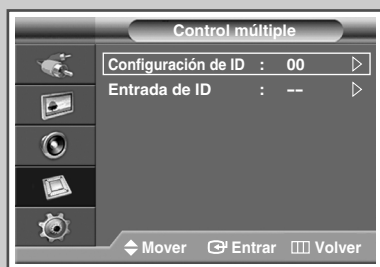 Control múltiple
Configuración de ID : 00
Entrada de ID : --
Mover Entrar Volver